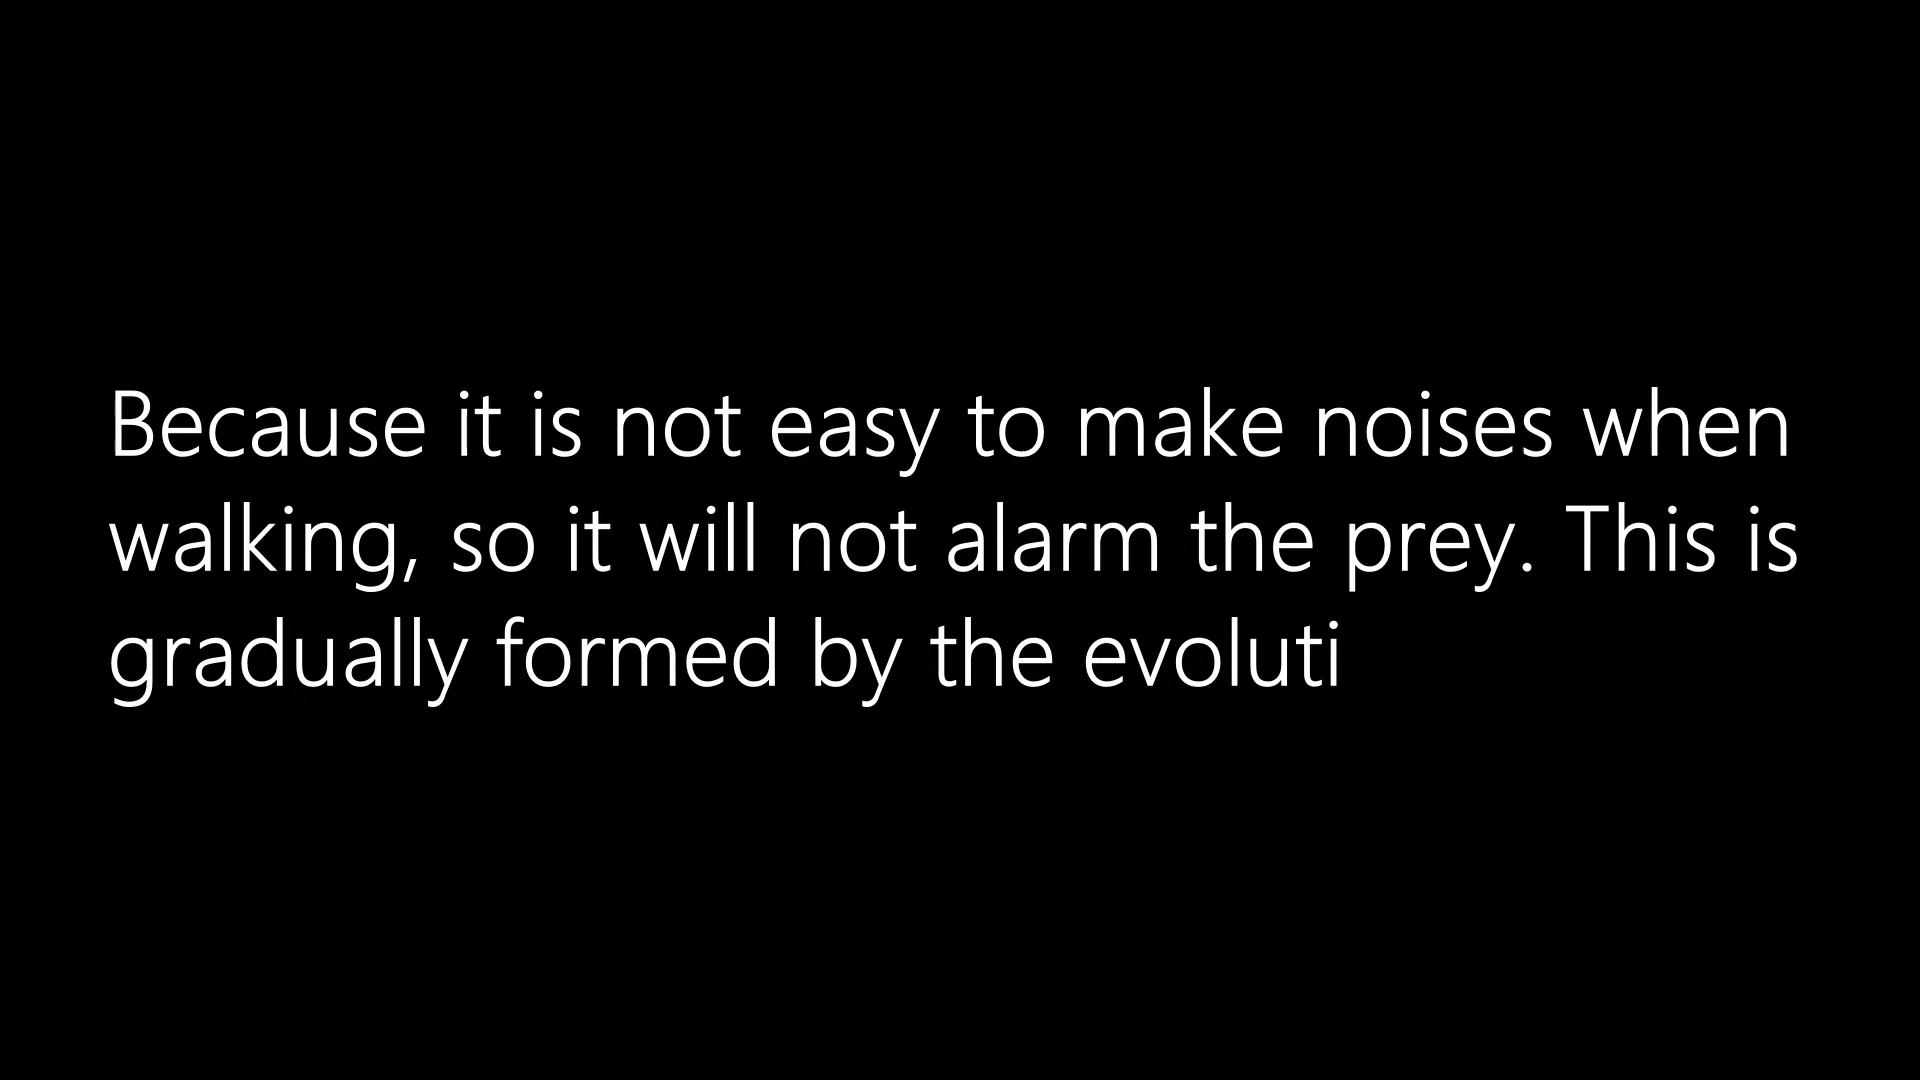 Because it is not easy to make noises when
walking, so it will not alarm the prey. This is
gradually formed by the evoluti